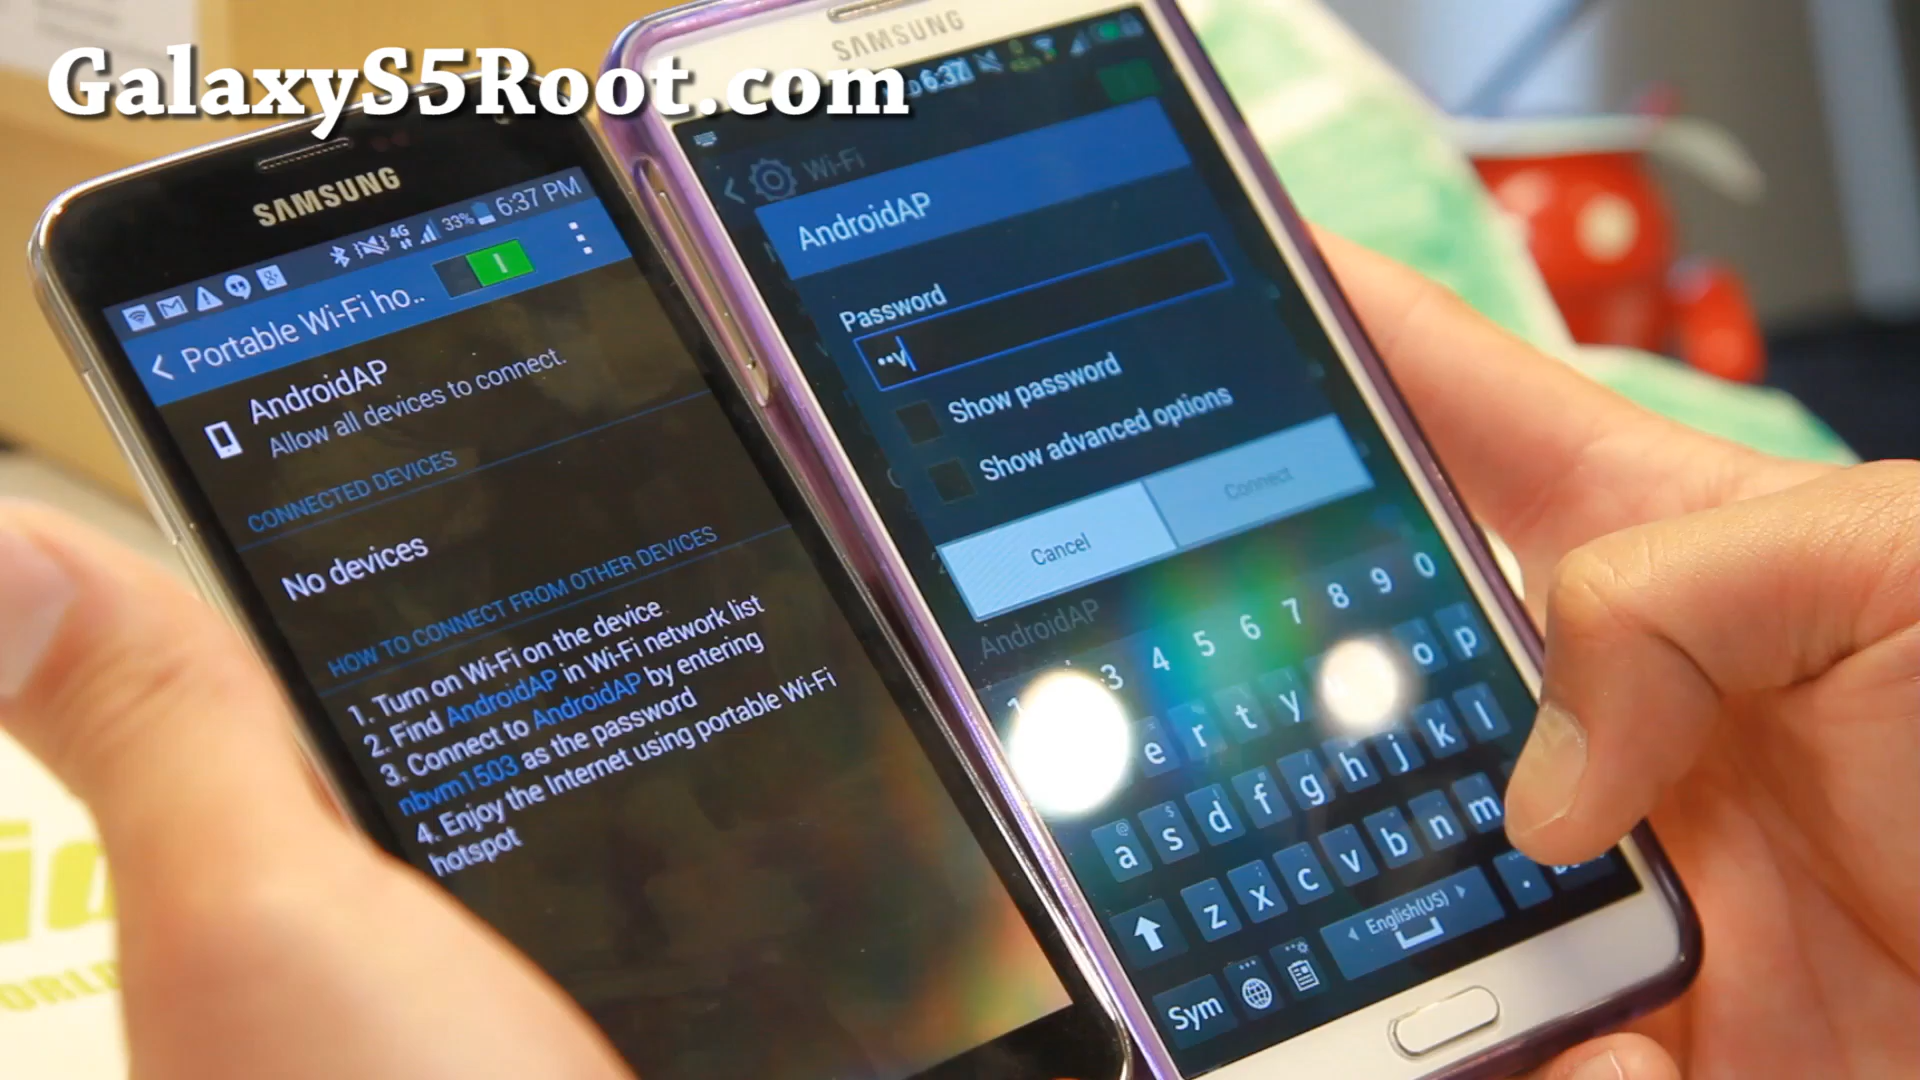 GalaxyS5Root.com
SAMSUNG
4G 33% 6:37 PM
Portable Wi-Fi ho..
AndroidAP
Allow all devices to connect.
CONNECTED DEVICES
No devices
HOW TO CONNECT FROM OTHER DEVICES
1. Turn on Wi-Fi on the device
2. Find AndroidAP in Wi-Fi network list
3. Connect to AndroidAP by entering
nbvm1503 as the password
4. Enjoy the Internet using portable Wi-Fi
hotspot
SAMSUNG
6:37
Wi-Fi
AndroidAP
Password
••v
Show password
Show advanced options
Cancel
Connect
AndroidAP
1 3 4 5 6 7 8 9 0
e r t y o p
a s d f g h j k l
z x c v b n m
Sym
English(US)
.